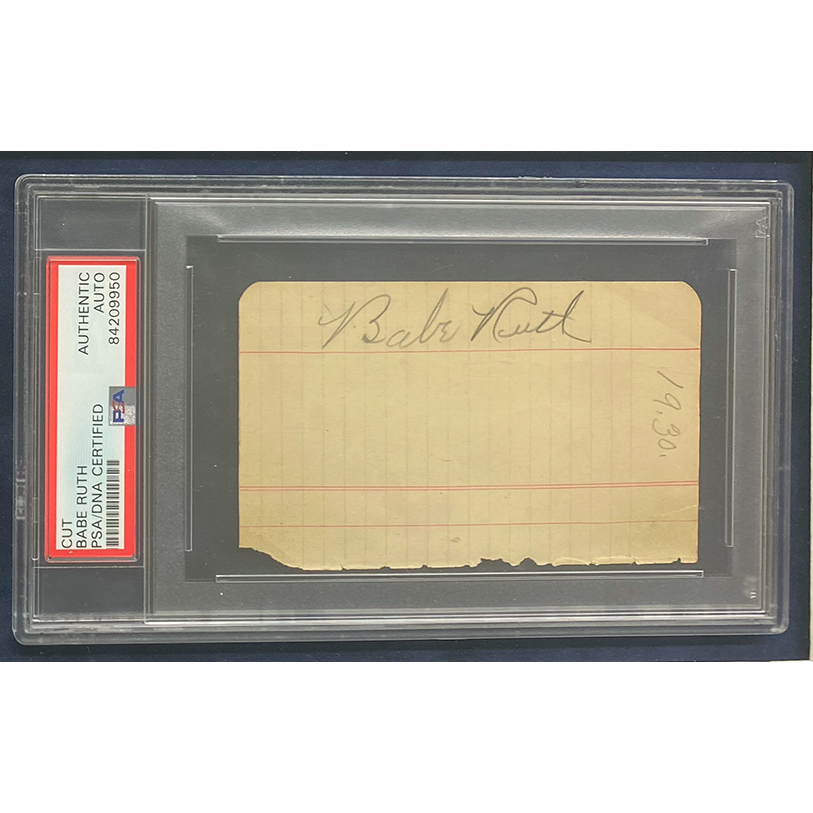 CUT
BABE RUTH
PSA/DNA CERTIFIED
AUTHENTIC
AUTO
84209950
PSA
Babe Ruth
19.30.